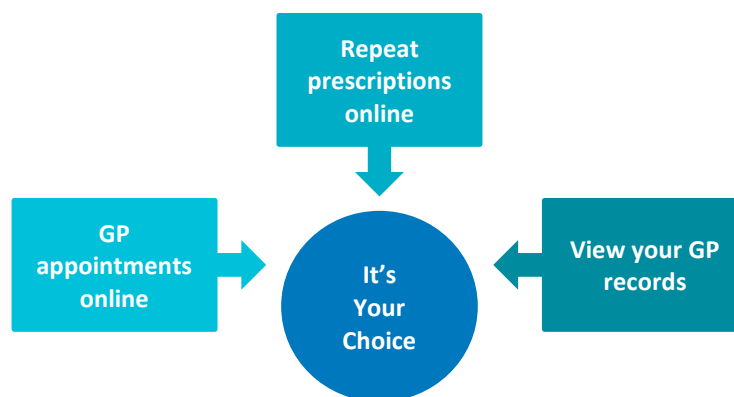 Repeat
prescriptions
online
GP
appointments
online
It’s
Your
Choice
View your GP
records